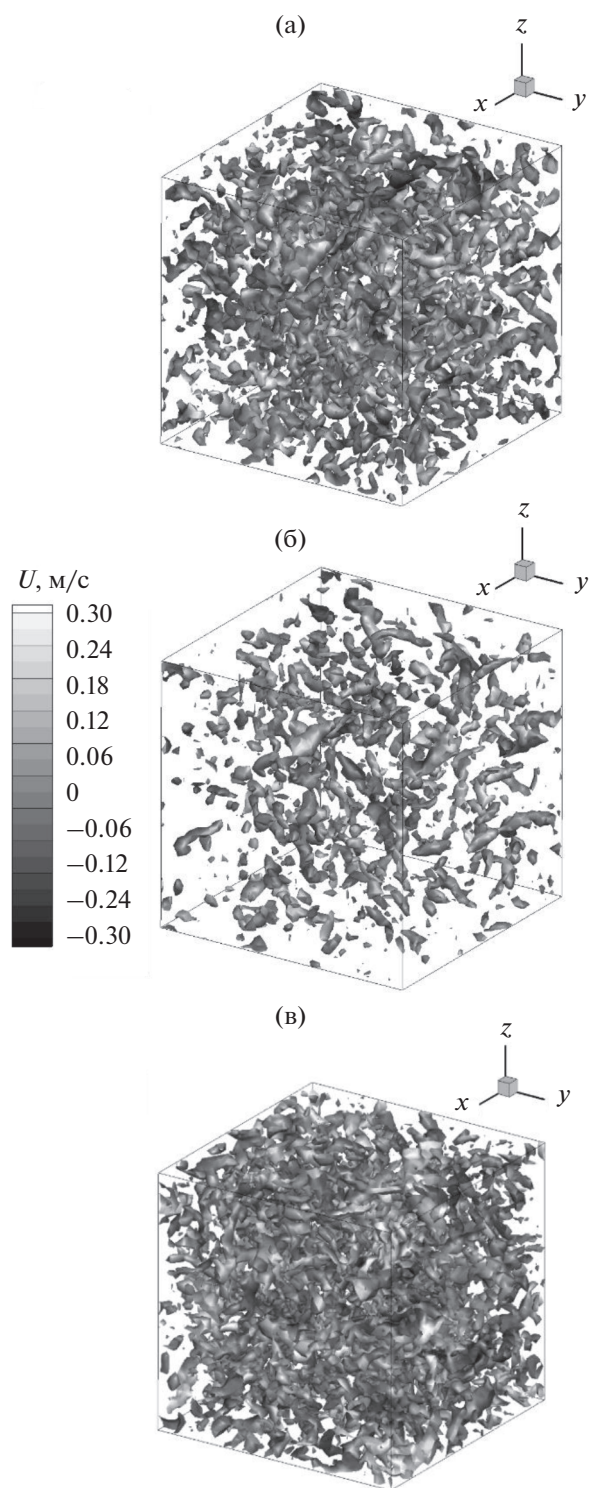 (а)
z
x
y
(б)
z
x
y
U, м/с
0.30
0.24
0.18
0.12
0.06
0
−0.06
−0.12
−0.24
−0.30
(в)
z
x
y